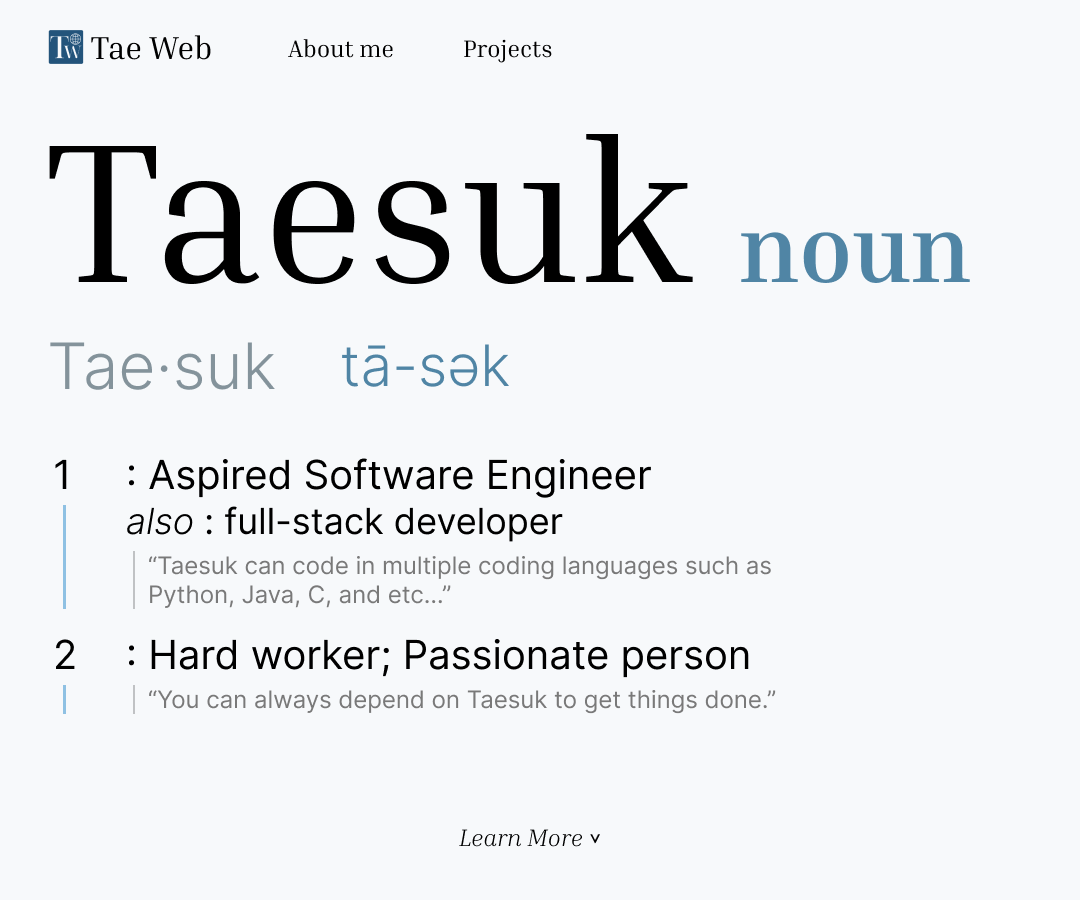 TW Tae Web About me Projects
Taesuk noun
Tae·suk tā-sək
1 : Aspired Software Engineer
also : full-stack developer
“Taesuk can code in multiple coding languages such as
Python, Java, C, and etc...”
2 : Hard worker; Passionate person
“You can always depend on Taesuk to get things done.”
Learn More